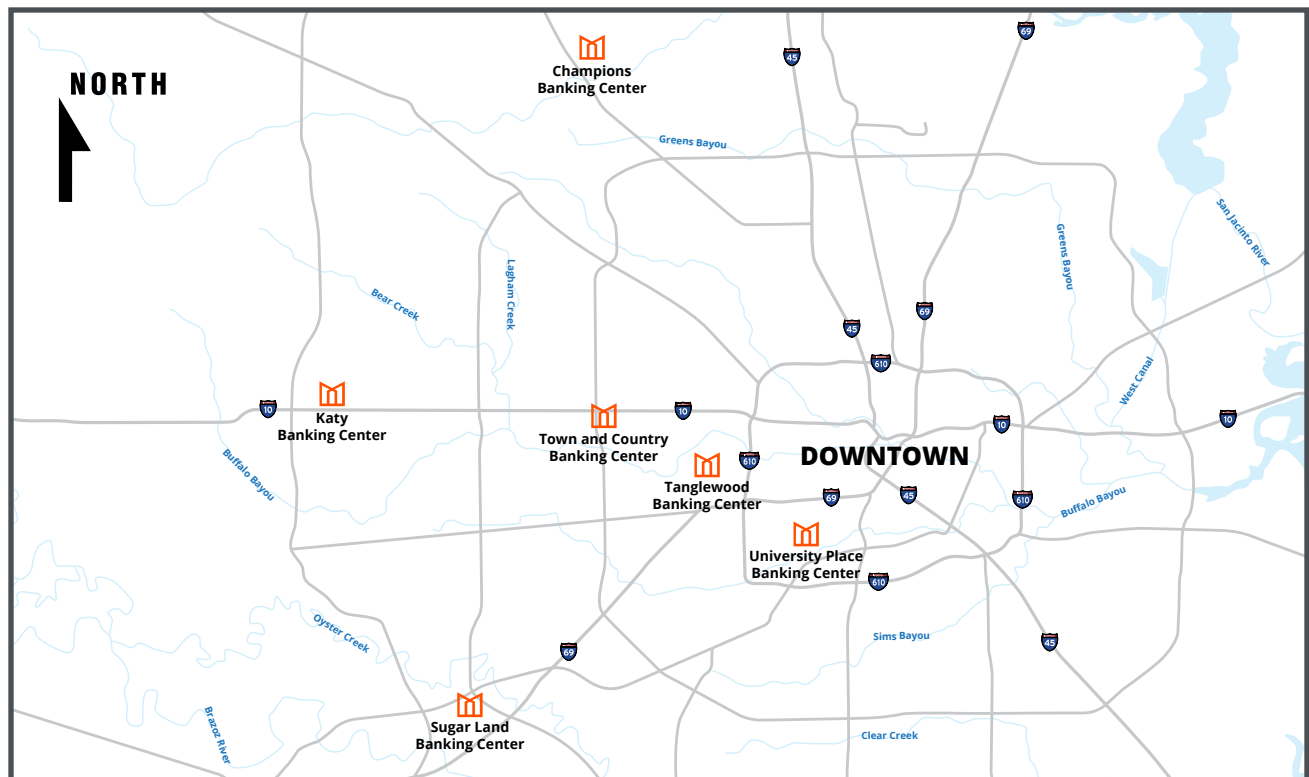 69
45
NORTH
Champions
Banking Center
Greens Bayou
San Jacinto River
Greens Bayou
Lagham Creek
Bear Creek
69
45
610
West Canal
Katy
Banking Center
10
Town and Country
Banking Center
10
10
10
DOWNTOWN
610
Tanglewood
Banking Center
69
45
610
Buffalo Bayou
Buffalo Bayou
University Place
Banking Center
610
Oyster Creek
Sims Bayou
45
69
Sugar Land
Banking Center
Brazoz River
Clear Creek